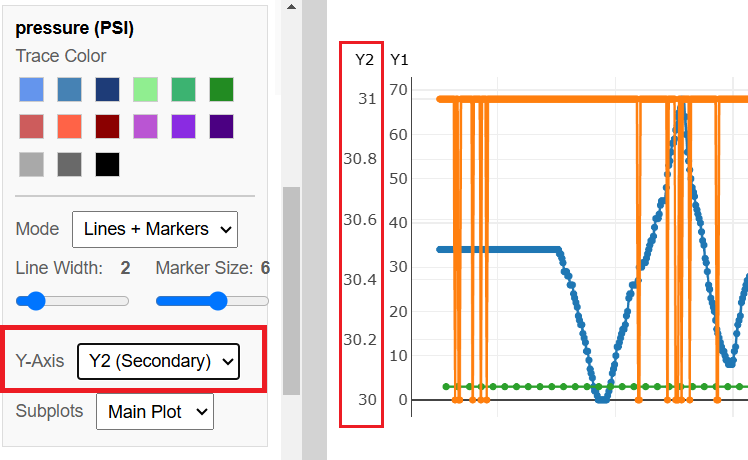 pressure (PSI)
Trace Color
Mode Lines + Markers
Line Width: 2 Marker Size: 6
Y-Axis Y2 (Secondary)
Subplots Main Plot
Y2 Y1
70
31
60
30.8
50
30.6
40
30
30.4
20
30.2
10
30 0